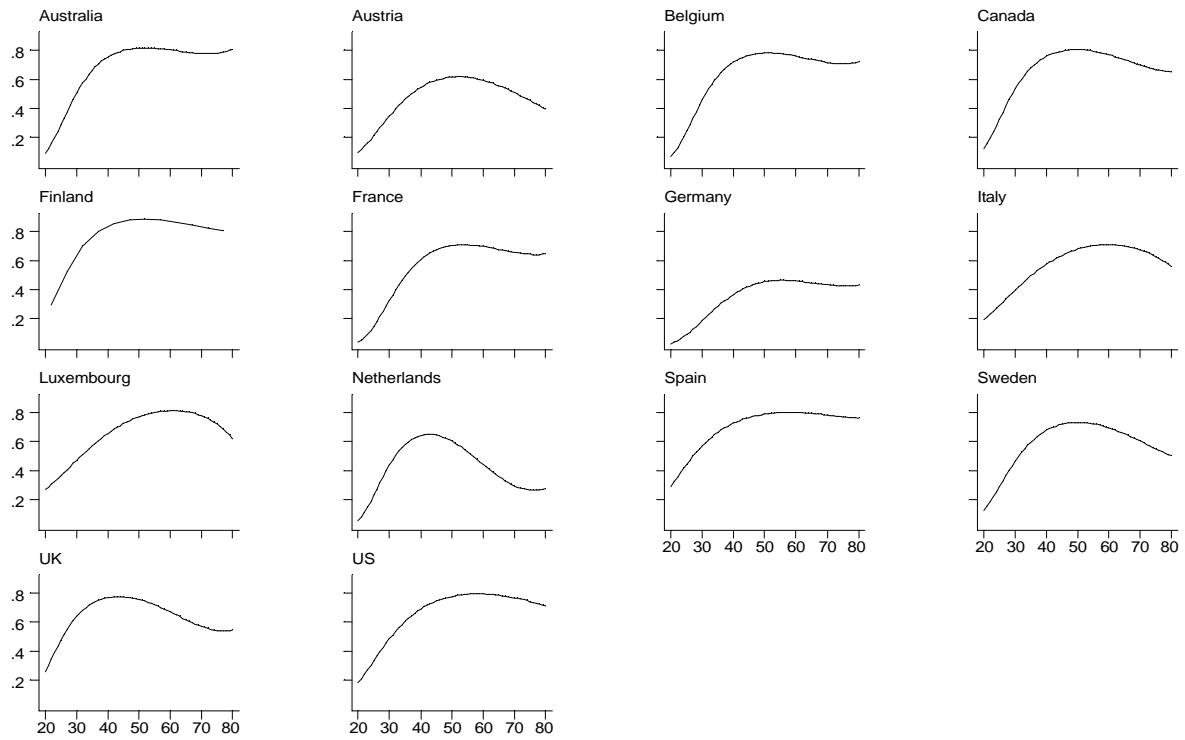 Australia Austria Belgium Canada
.8
.6
.4
.2
Finland France Germany Italy
.8
.6
.4
.2
Luxembourg Netherlands Spain Sweden
.8
.6
.4
.2
20 30 40 50 60 70 80 20 30 40 50 60 70 80
UK US
.8
.6
.4
.2
20 30 40 50 60 70 80 20 30 40 50 60 70 80